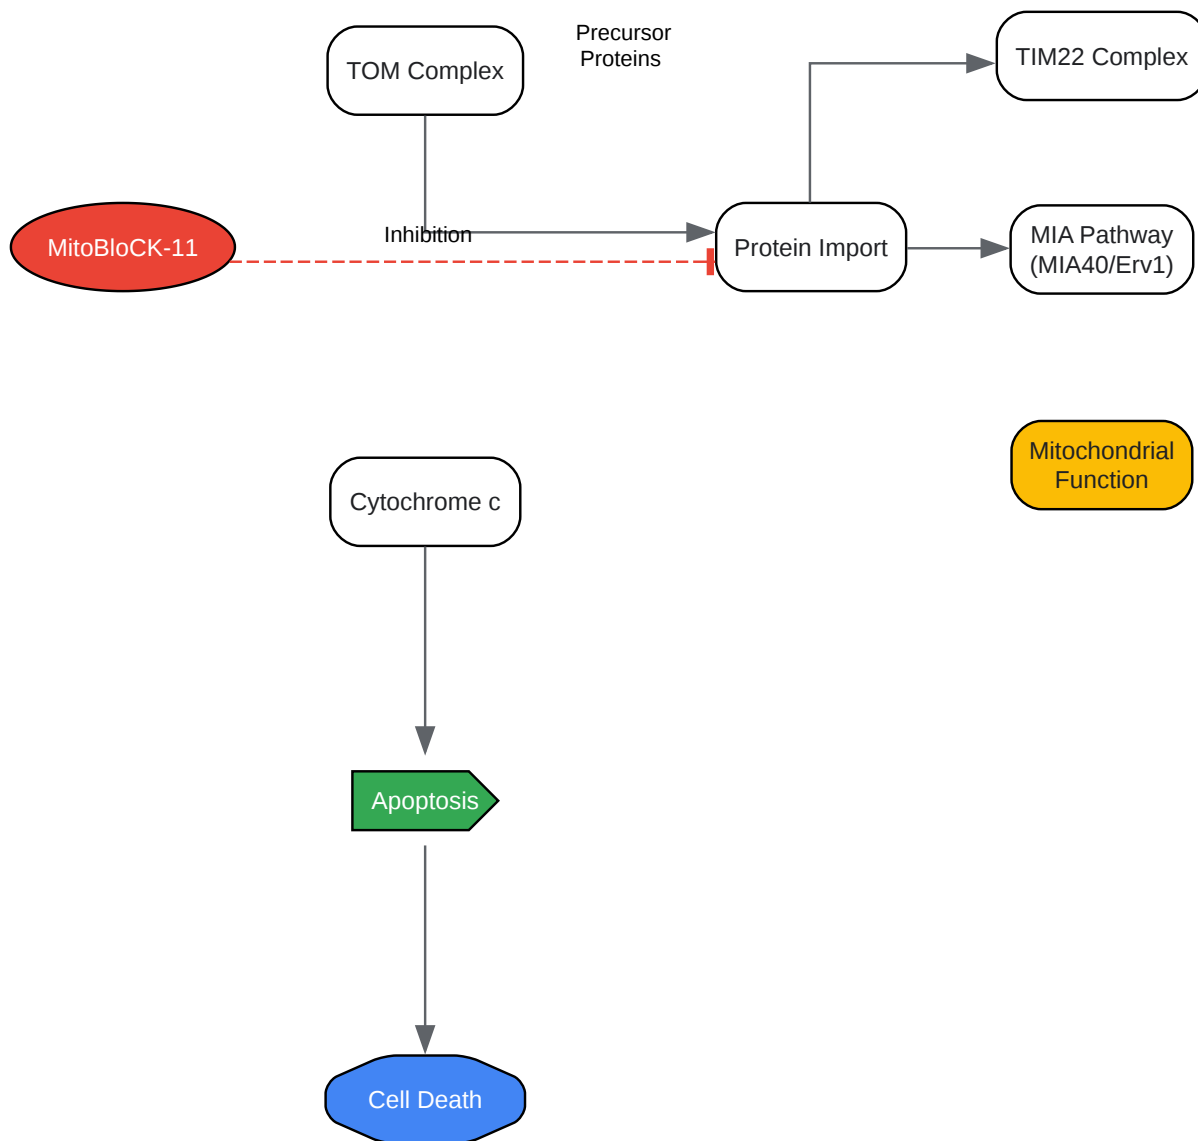 Precursor
Proteins
TOM Complex
TIM22 Complex
Inhibition
MitoBloCK-11
Protein Import
MIA Pathway
(MIA40/Erv1)
Mitochondrial
Function
Cytochrome c
Apoptosis
Cell Death